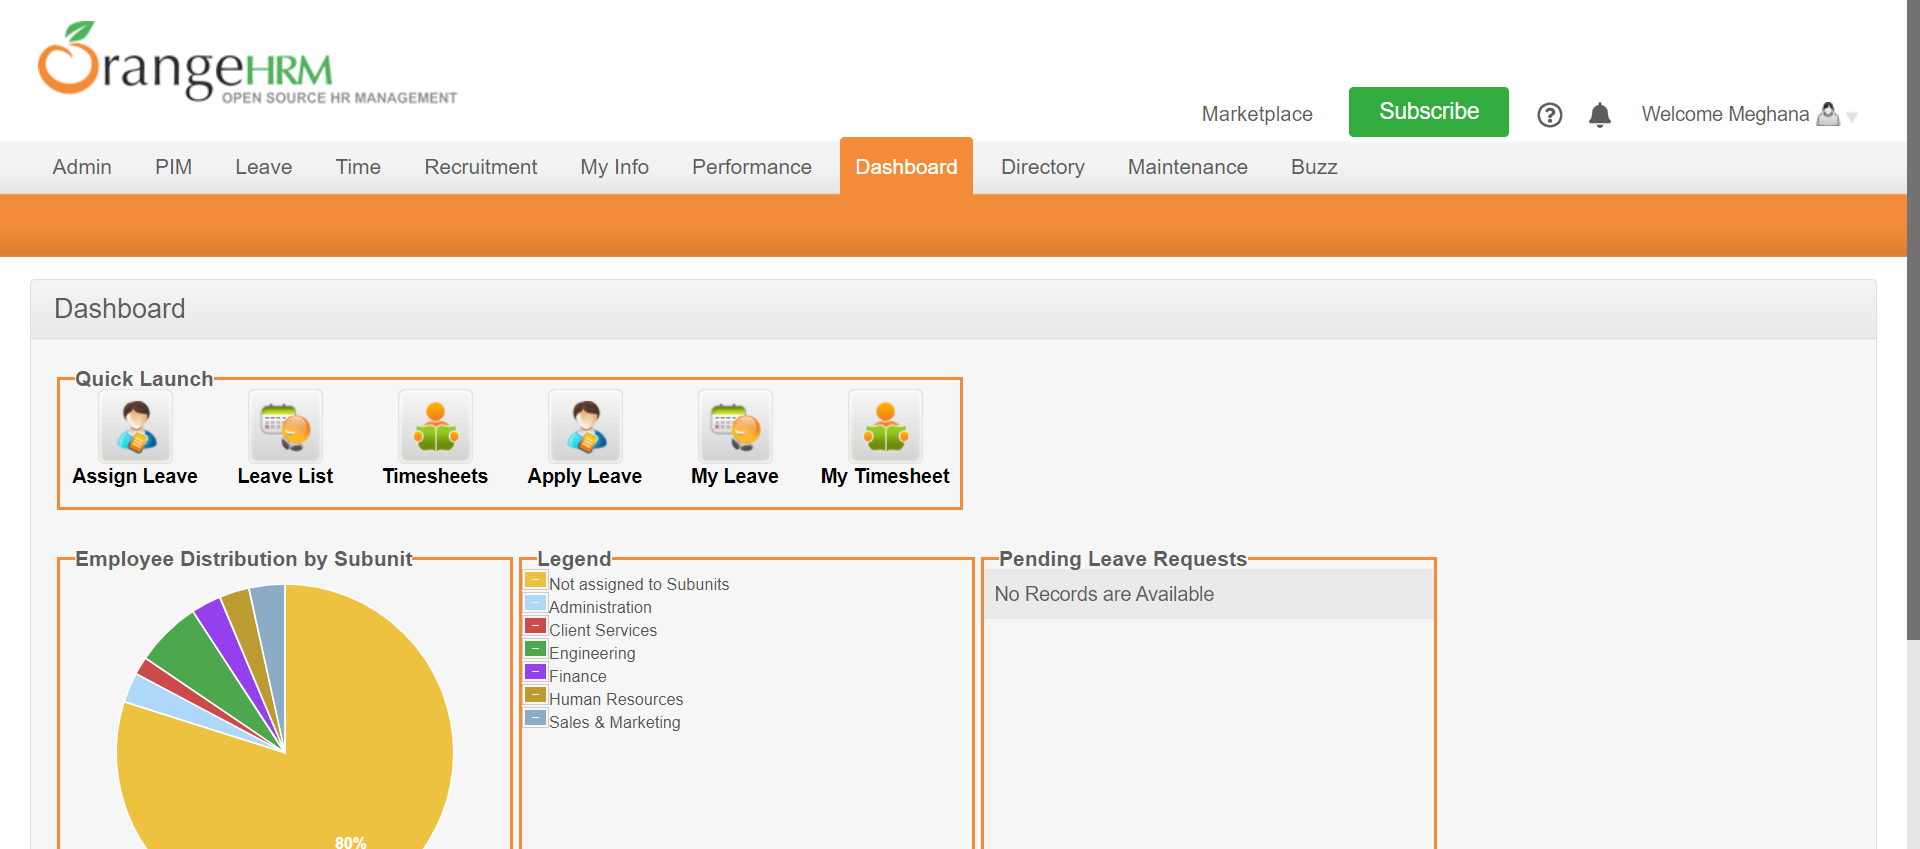 OrangeHRM
OPEN SOURCE HR MANAGEMENT
Marketplace
Subscribe
Welcome Meghana
Admin PIM Leave Time Recruitment My Info Performance Dashboard Directory Maintenance Buzz
Dashboard
Quick Launch
Assign Leave Leave List Timesheets Apply Leave My Leave My Timesheet
Employee Distribution by Subunit
80%
Legend
Not assigned to Subunits
Administration
Client Services
Engineering
Finance
Human Resources
Sales & Marketing
Pending Leave Requests
No Records are Available